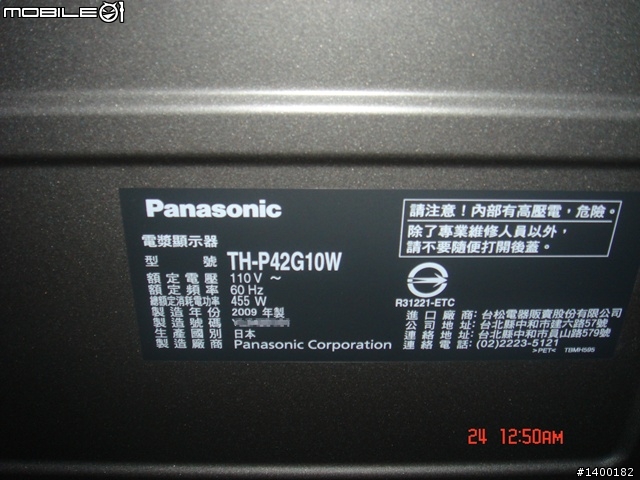 MOBILE01
Panasonic
電漿顯示器
型 號 TH-P42G10W
額定電壓 110V ～
額定頻率 60 Hz
總額定消耗電功率 455 W
製造年份 2009 年製
製造號碼
生產國別 日本
製造廠商 Panasonic Corporation
請注意！內部有高壓電，危險。
除了專業維修人員以外，
請不要隨便打開後蓋。
R31221-ETC
進口廠商: 台松電器販賣股份有限公司
公司地址: 台北縣中和市建六路57號
聯絡地址: 台北縣中和市員山路579號
聯絡電話: (02)2223-5121
>PET< TBMH595
24 12:50AM
#1400182